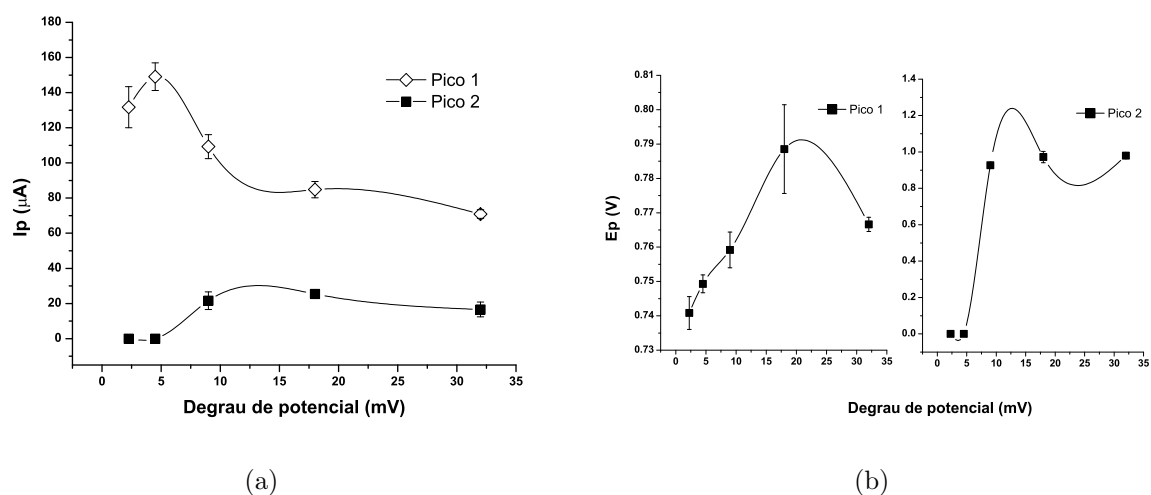 180
160
140
120
100
80
60
40
20
0
Ip (µA)
Pico 1
Pico 2
0 5 10 15 20 25 30 35
Degrau de potencial (mV)
(a)
0.81
0.80
0.79
0.78
0.77
0.76
0.75
0.74
0.73
Ep (V)
Pico 1
0 5 10 15 20 25 30 35
1.4
1.2
1.0
0.8
0.6
0.4
0.2
0.0
Pico 2
0 5 10 15 20 25 30 35
Degrau de potencial (mV)
(b)